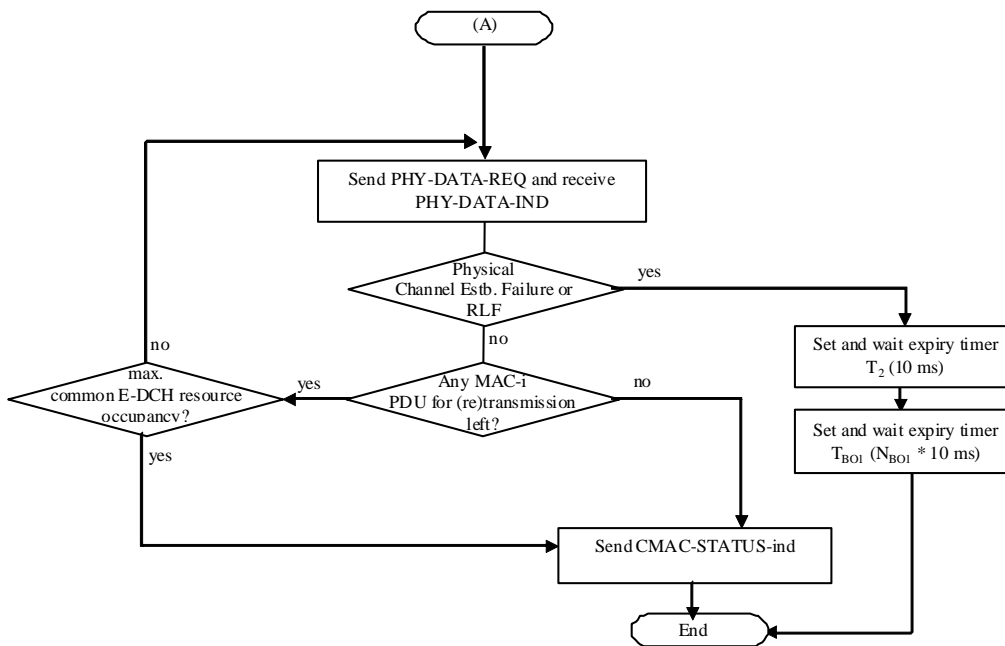 (A)
Send PHY-DATA-REQ and receive
PHY-DATA-IND
Physical
Channel Estb. Failure or
RLF
yes
no
Set and wait expiry timer
T₂ (10 ms)
no
max.
common E-DCH resource
occupancy?
yes
Any MAC-i
PDU for (re)transmission
left?
no
yes
Set and wait expiry timer
T_BO1 (N_BO1 * 10 ms)
Send CMAC-STATUS-ind
End